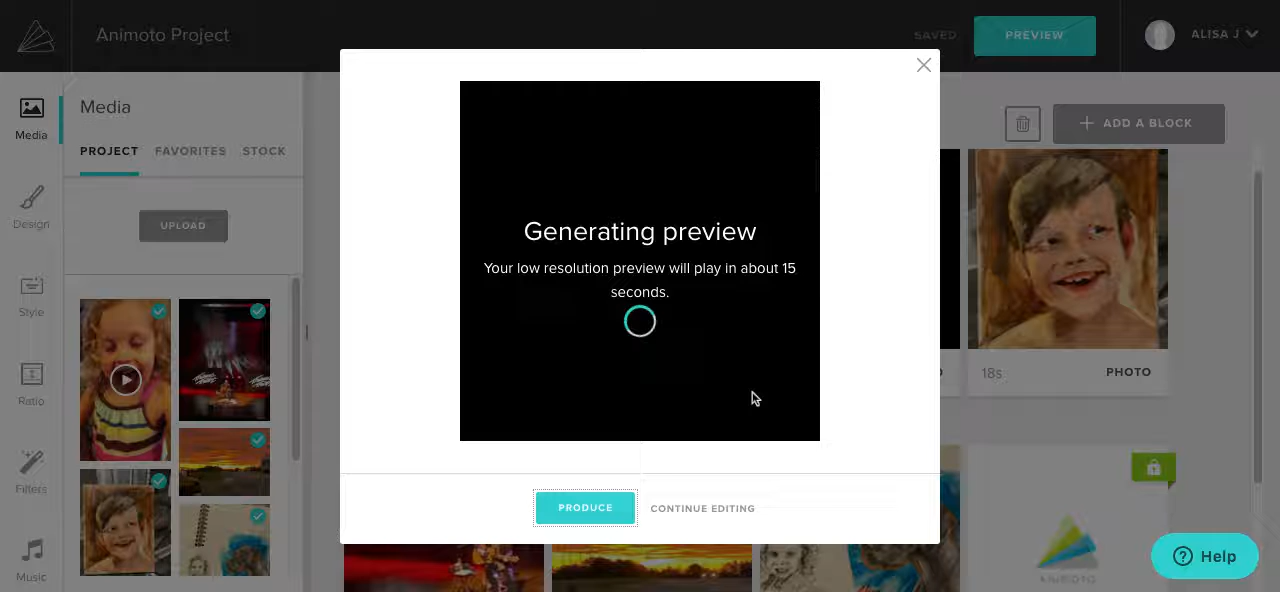 Animoto Project
SAVED
PREVIEW
ALISA J
Media
Media
PROJECT
FAVORITES
STOCK
ADD A BLOCK
Design
UPLOAD
Generating preview
Your low resolution preview will play in about 15
seconds.
Style
Ratio
18s
PHOTO
Filters
PRODUCE
CONTINUE EDITING
Music
ANIMOTO
Help